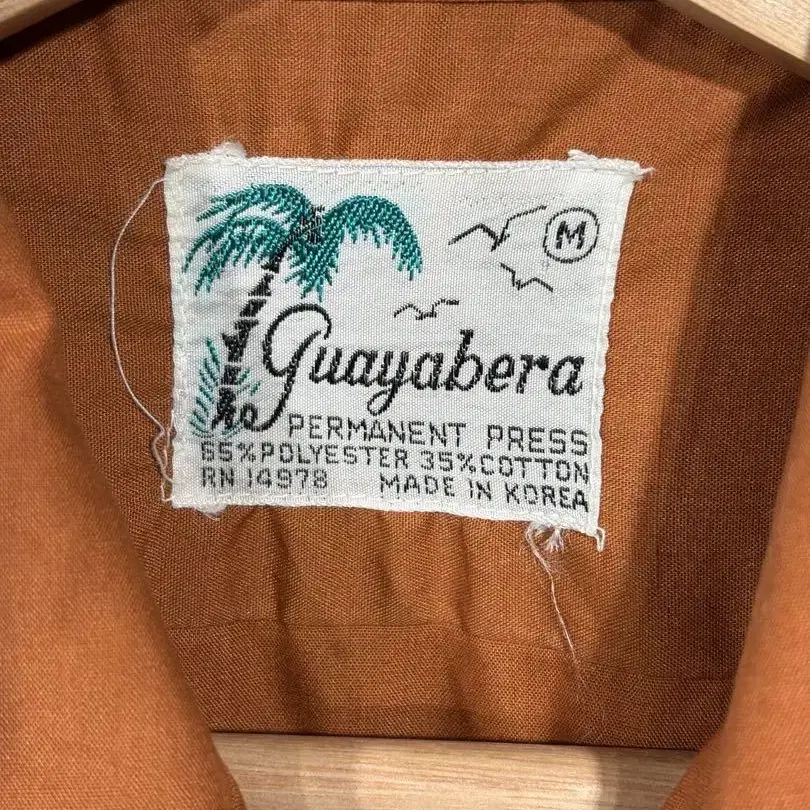 M
Guayabera
PERMANENT PRESS
65%POLYESTER 35%COTTON
RN 14978 MADE IN KOREA